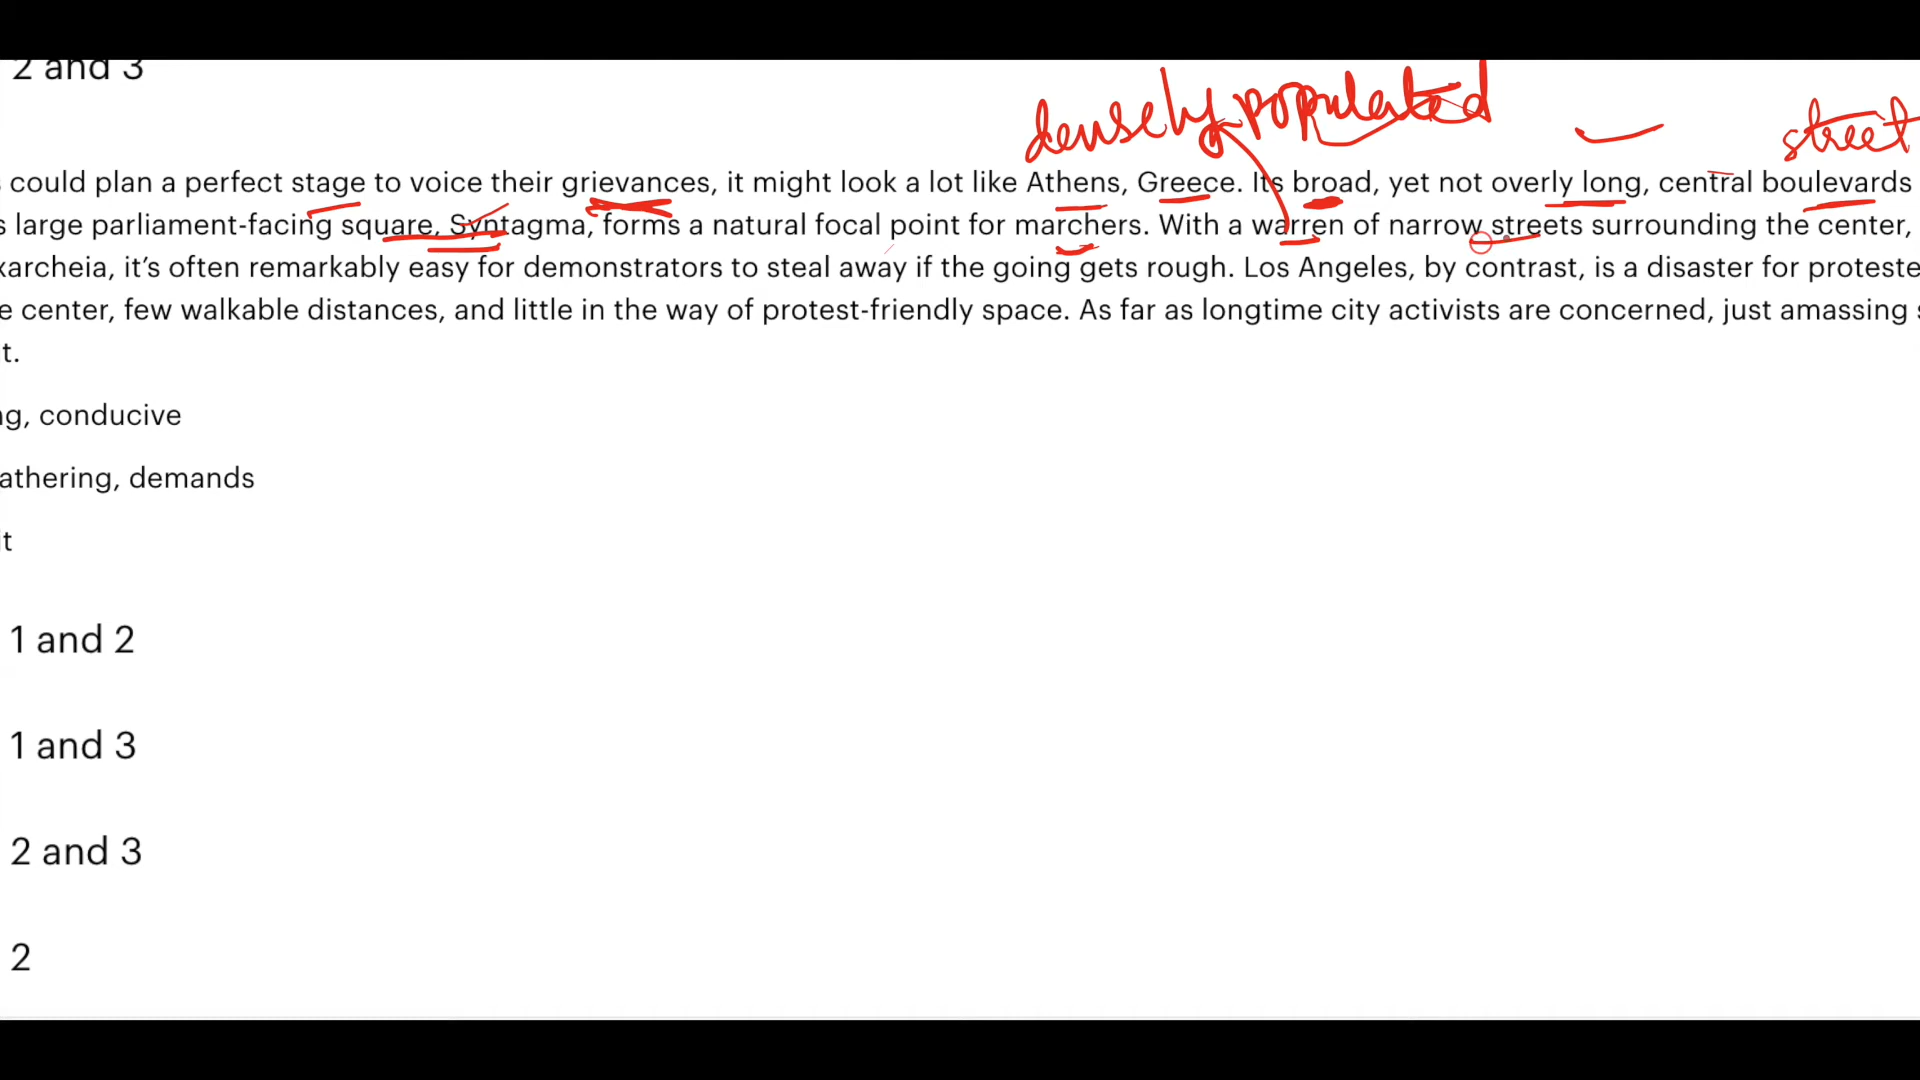 2 and 3
densely populated
street
could plan a perfect stage to voice their grievances, it might look a lot like Athens, Greece. Its broad, yet not overly long, central boulevards
s large parliament-facing square, Syntagma, forms a natural focal point for marchers. With a warren of narrow streets surrounding the center,
xarcheia, it’s often remarkably easy for demonstrators to steal away if the going gets rough. Los Angeles, by contrast, is a disaster for proteste
e center, few walkable distances, and little in the way of protest-friendly space. As far as longtime city activists are concerned, just amassing s
t.
ng, conducive
athering, demands
it
1 and 2
1 and 3
2 and 3
2